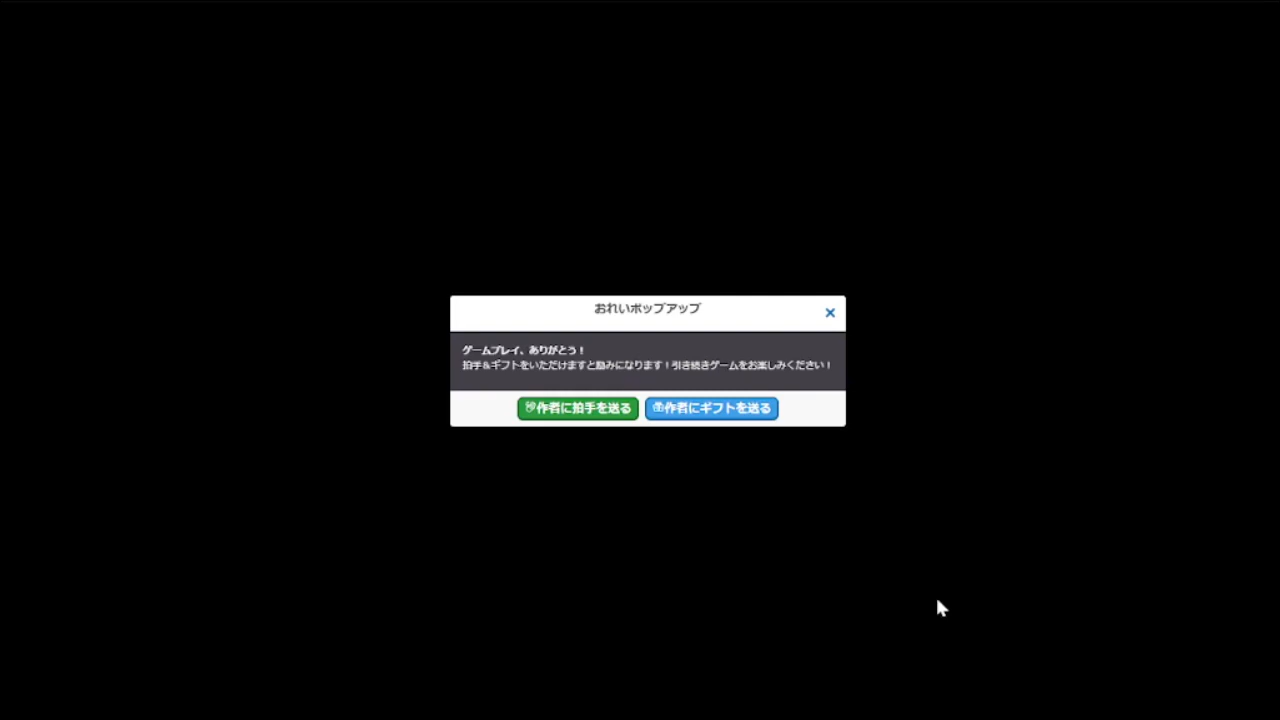 おれいポップアップ
×
ゲームプレイ、ありがとう！
拍手&ギフトをいただけますと励みになります！引き続きゲームをお楽しみください！
作者に拍手を送る
作者にギフトを送る